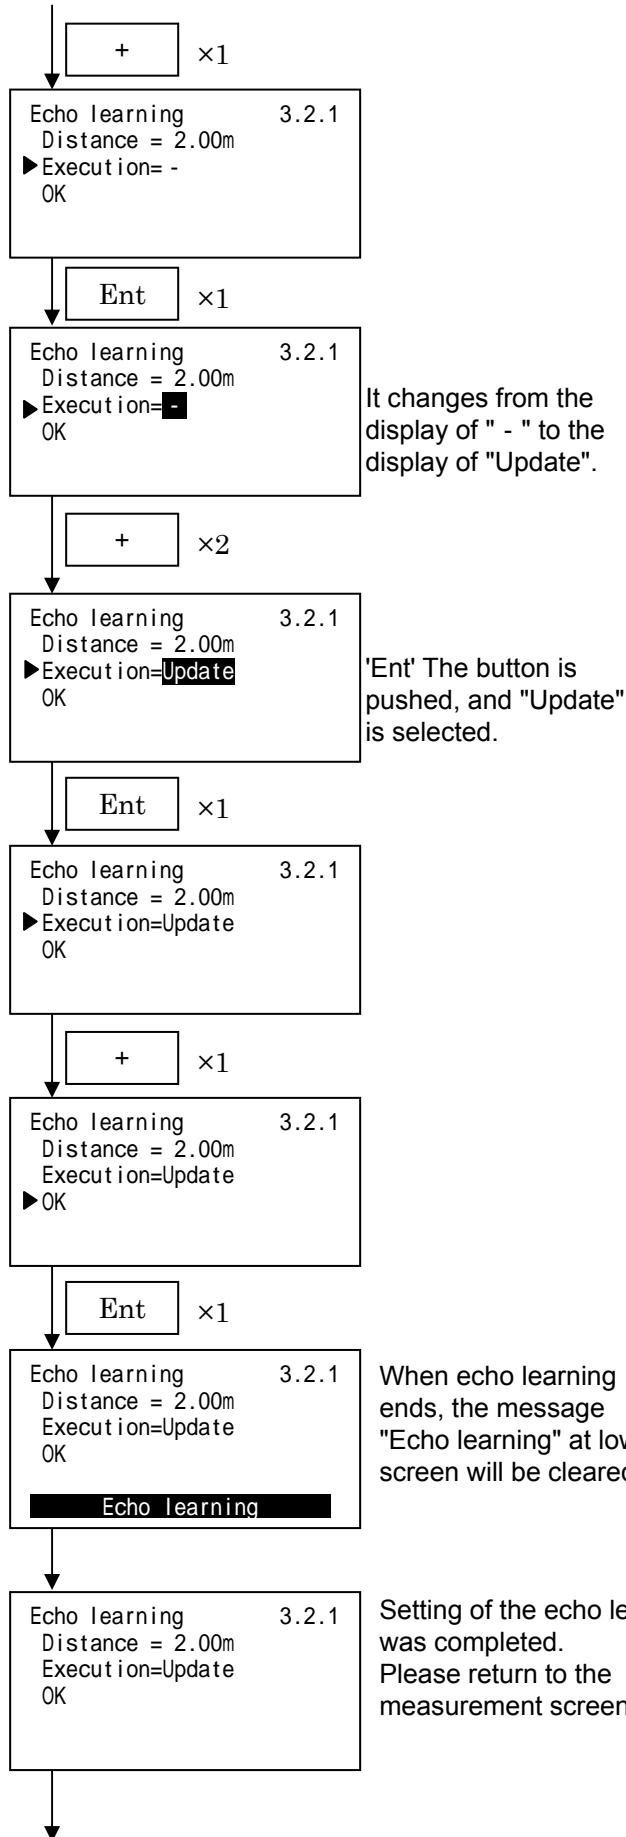 + ×1
Echo learning 3.2.1
Distance = 2.00m
▶Execution= -
OK
Ent ×1
Echo learning 3.2.1
Distance = 2.00m
▶Execution= -
OK
It changes from the
display of " - " to the
display of "Update".
+ ×2
Echo learning 3.2.1
Distance = 2.00m
▶Execution=Update
OK
'Ent' The button is
pushed, and "Update"
is selected.
Ent ×1
Echo learning 3.2.1
Distance = 2.00m
▶Execution=Update
OK
+ ×1
Echo learning 3.2.1
Distance = 2.00m
Execution=Update
▶OK
Ent ×1
Echo learning 3.2.1
Distance = 2.00m
Execution=Update
OK
Echo learning
When echo learning
ends, the message
"Echo learning" at
screen will be
Echo learning 3.2.1
Distance = 2.00m
Execution=Update
OK
Setting of the echo
was completed.
Please return to the
measurement screen